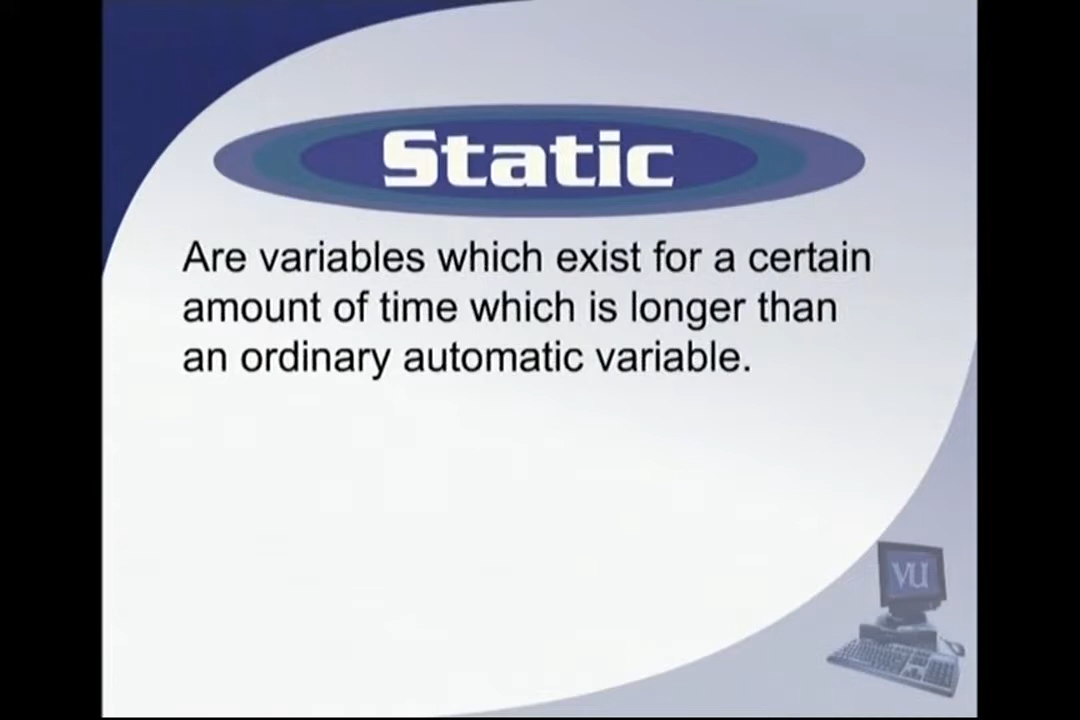 Static
Are variables which exist for a certain
amount of time which is longer than
an ordinary automatic variable.
VU